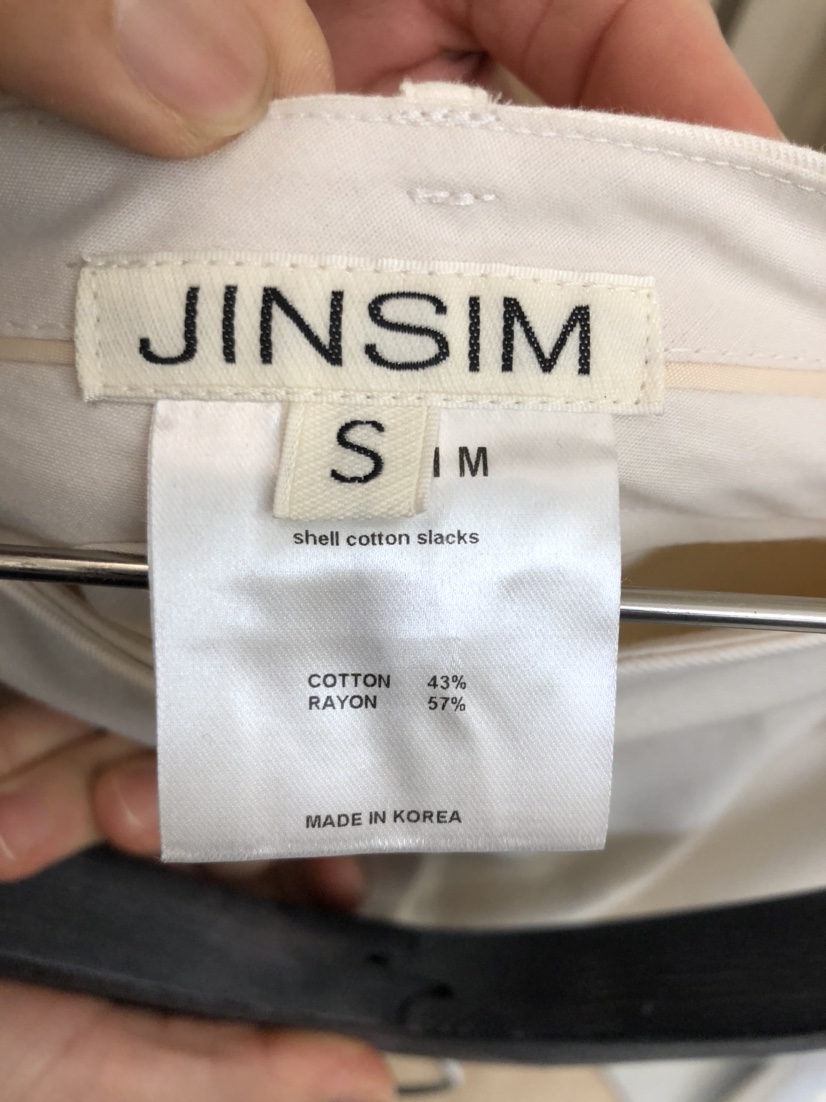 JINSIM
S
IM
shell cotton slacks
COTTON 43%
RAYON 57%
MADE IN KOREA